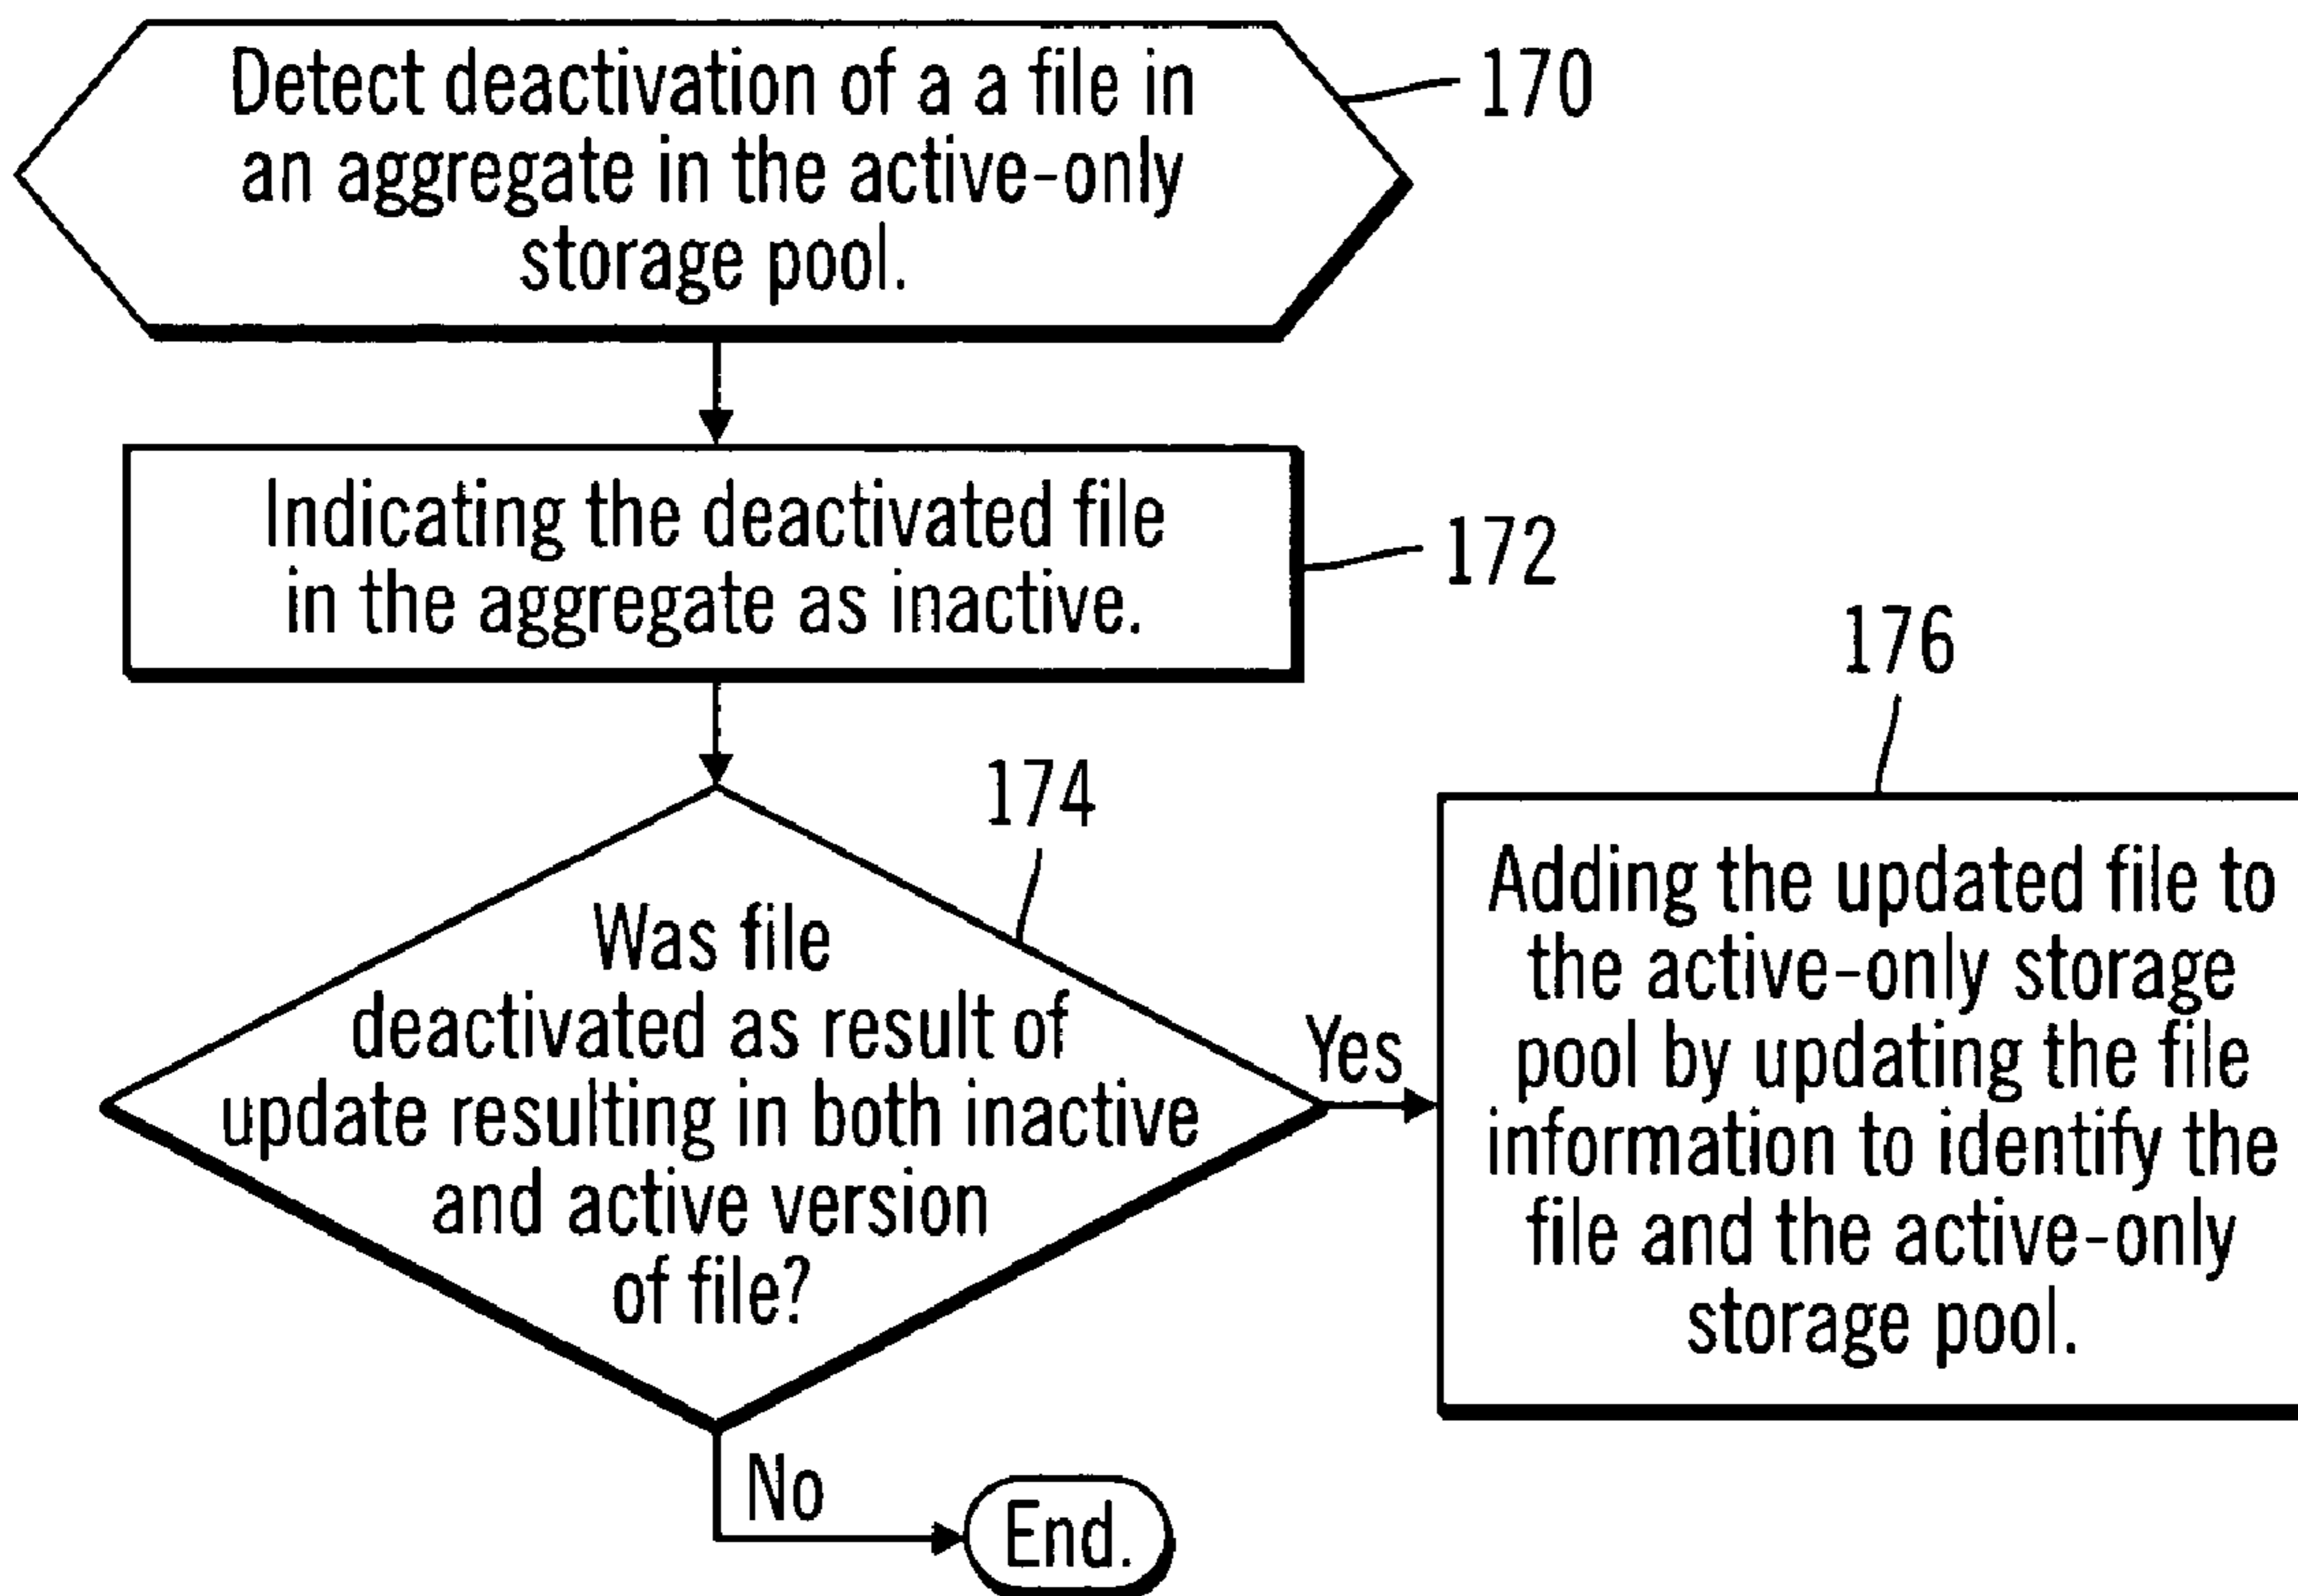 Detect deactivation of a a file in
an aggregate in the active-only
storage pool.
170
Indicating the deactivated file
in the aggregate as inactive.
172
174
Was file
deactivated as result of
update resulting in both inactive
and active version
of file?
Yes
No
End.
176
Adding the updated file to
the active-only storage
pool by updating the file
information to identify the
file and the active-only
storage pool.